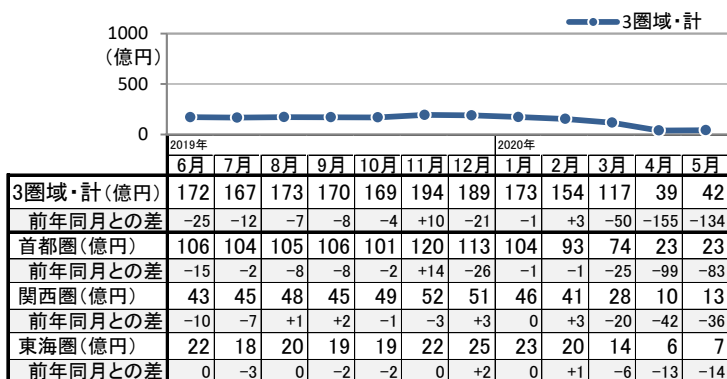 3圏域・計
1000
(億円)
500
0
2019年 2020年
6月 7月 8月 9月 10月 11月 12月 1月 2月 3月 4月 5月
3圏域・計(億円) 172 167 173 170 169 194 189 173 154 117 39 42
前年同月との差 −25 −12 −7 −8 −4 +10 −21 −1 +3 −50 −155 −134
首都圏(億円) 106 104 105 106 101 120 113 104 93 74 23 23
前年同月との差 −15 −2 −8 −8 −2 +14 −26 −1 −1 −25 −99 −83
関西圏(億円) 43 45 48 45 49 52 51 46 41 28 10 13
前年同月との差 −10 −7 +1 +2 −1 −3 +3 0 +3 −20 −42 −36
東海圏(億円) 22 18 20 19 19 22 25 23 20 14 6 7
前年同月との差 0 −3 0 −2 −2 0 +2 0 +1 −6 −13 −14